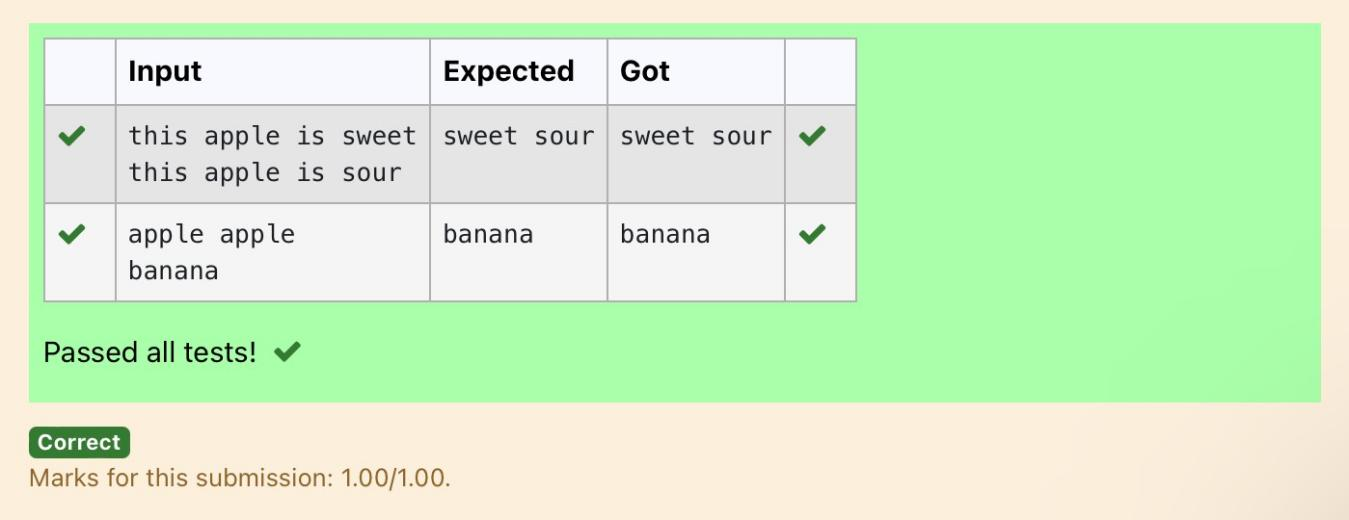 Input Expected Got
this apple is sweet sweet sour sweet sour
this apple is sour
apple apple banana banana
banana
Passed all tests!
Correct
Marks for this submission: 1.00/1.00.